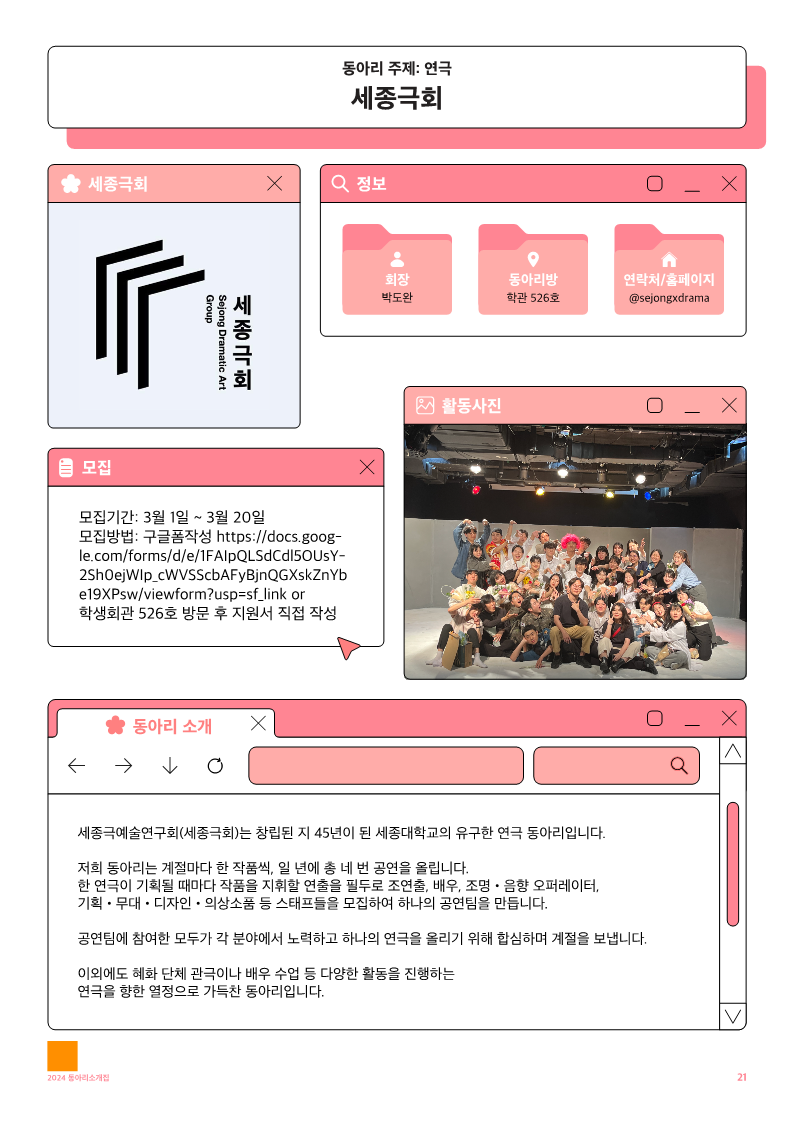 동아리 주제: 연극
세종극회
세종극회
세종극회
Sejong Dramatic Art
Group
정보
회장
박도완
동아리방
학관 526호
연락처/홈페이지
@sejongxdrama
활동사진
모집
모집기간: 3월 1일 ~ 3월 20일
모집방법: 구글폼작성 https://docs.goog-
le.com/forms/d/e/1FAIpQLSdCdl5OUsY-
2Sh0ejWIp_cWVSScbAFyBjnQGXskZnYb
e19XPsw/viewform?usp=sf_link or
학생회관 526호 방문 후 지원서 직접 작성
동아리 소개
세종극예술연구회(세종극회)는 창립된 지 45년이 된 세종대학교의 유구한 연극 동아리입니다.
저희 동아리는 계절마다 한 작품씩, 일 년에 총 네 번 공연을 올립니다.
한 연극이 기획될 때마다 작품을 지휘할 연출을 필두로 조연출, 배우, 조명 • 음향 오퍼레이터,
기획 • 무대 • 디자인 • 의상소품 등 스태프들을 모집하여 하나의 공연팀을 만듭니다.
공연팀에 참여한 모두가 각 분야에서 노력하고 하나의 연극을 올리기 위해 합심하며 계절을 보냅니다.
이외에도 혜화 단체 관극이나 배우 수업 등 다양한 활동을 진행하는
연극을 향한 열정으로 가득찬 동아리입니다.
2024 동아리소개집
21